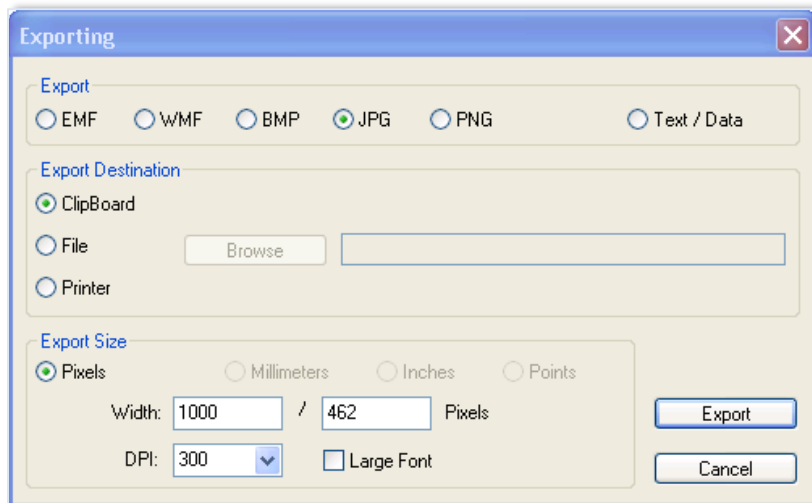 Exporting
Export
EMF WMF BMP JPG PNG Text / Data
Export Destination
ClipBoard
File Browse
Printer
Export Size
Pixels Millimeters Inches Points
Width: 1000 / 462 Pixels Export
DPI: 300 Large Font Cancel